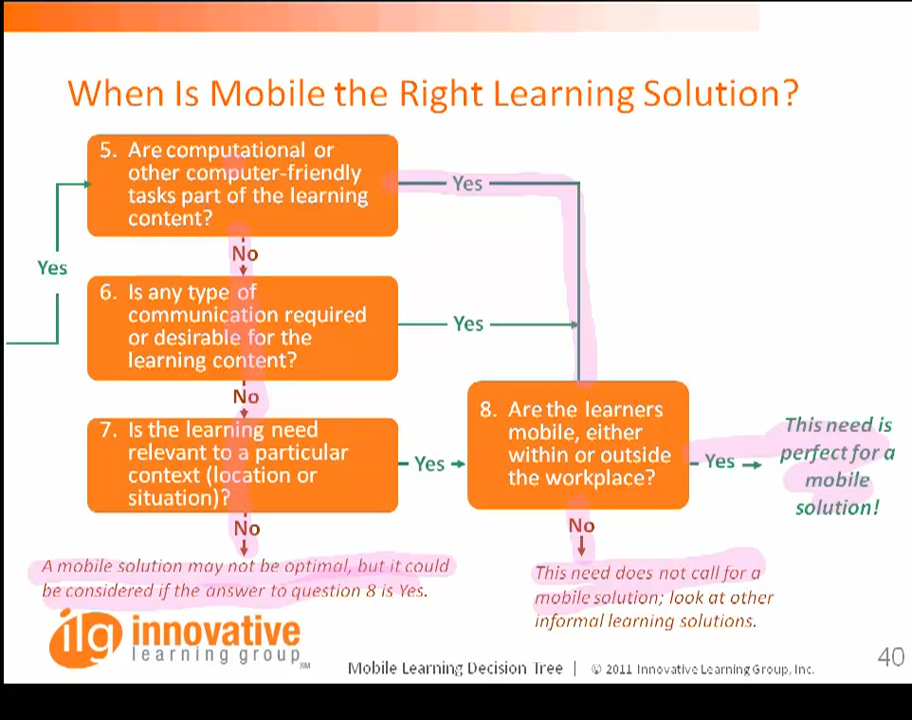 When Is Mobile the Right Learning Solution?
5. Are computational or
other computer-friendly
tasks part of the learning
content?
Yes
No
Yes
6. Is any type of
communication required
or desirable for the
learning content?
Yes
No
7. Is the learning need
relevant to a particular
context (location or
situation)?
Yes
8. Are the learners
mobile, either
within or outside
the workplace?
Yes
This need is
perfect for a
mobile
solution!
No
No
A mobile solution may not be optimal, but it could
be considered if the answer to question 8 is Yes.
This need does not call for a
mobile solution; look at other
informal learning solutions.
ilg innovative
learning group SM
Mobile Learning Decision Tree | © 2011 Innovative Learning Group, Inc.
40